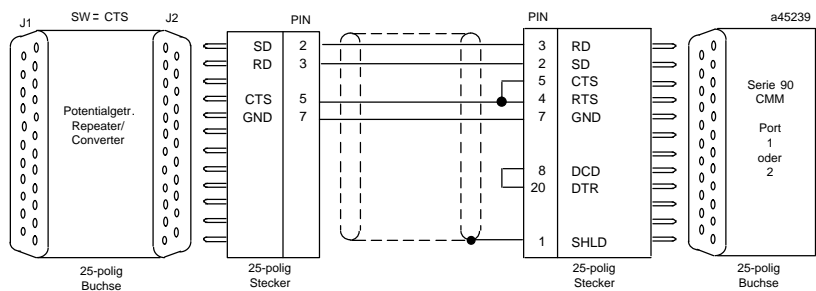 J1
SW = CTS
J2
PIN
PIN
a45239
SD 2
RD 3
CTS 5
GND 7
3 RD
2 SD
5 CTS
4 RTS
7 GND
8 DCD
20 DTR
1 SHLD
Potentialgetr.
Repeater/
Converter
Serie 90
CMM
Port
1
oder
2
25-polig
Buchse
25-polig
Stecker
25-polig
Stecker
25-polig
Buchse